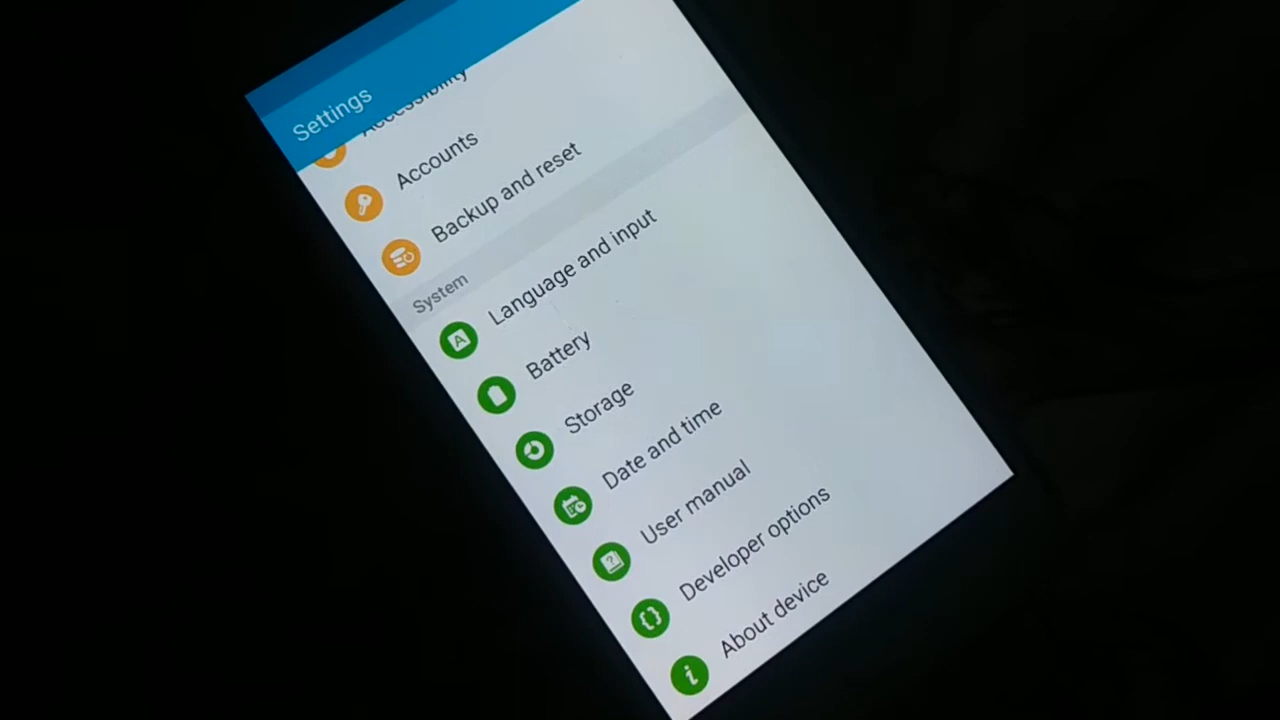 Settings
Accessibility
Accounts
Backup and reset
System
Language and input
Battery
Storage
Date and time
User manual
Developer options
About device